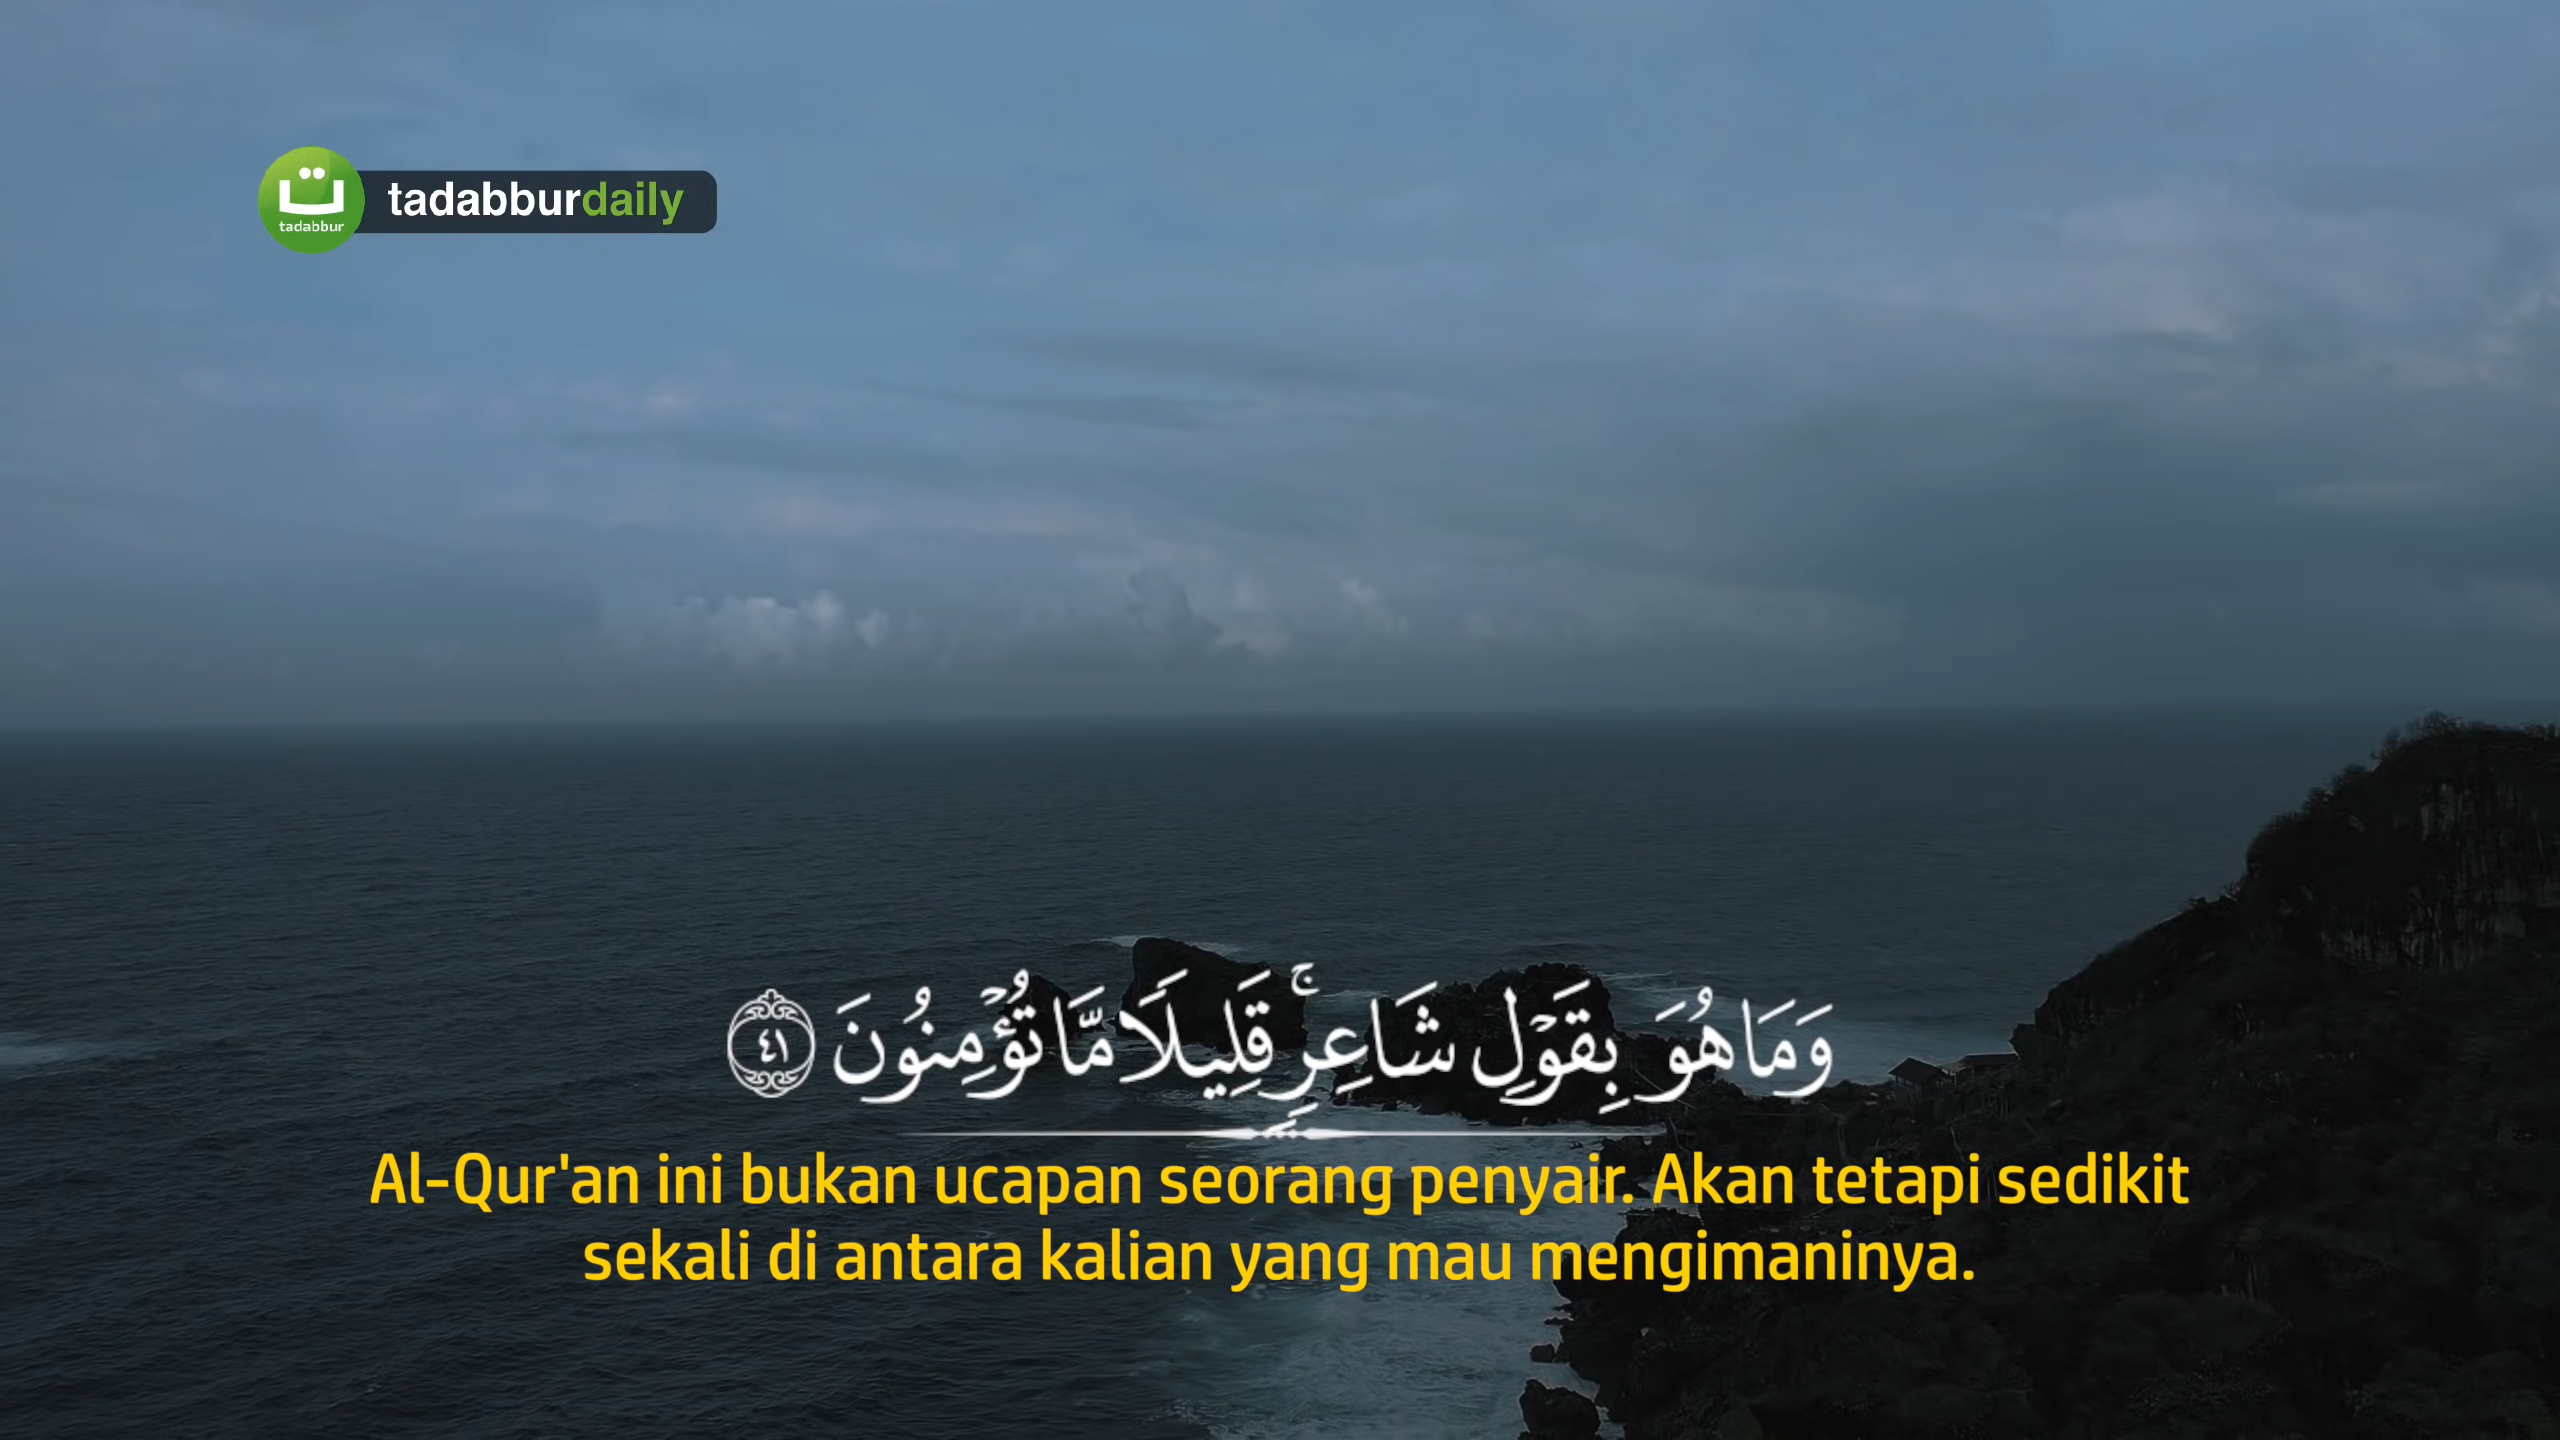 ت
tadabbur
tadabburdaily
وَمَا هُوَ بِقَوْلِ شَاعِرٍ ۚ قَلِيلًا مَّا تُؤْمِنُونَ ٤١
Al-Qur'an ini bukan ucapan seorang penyair. Akan tetapi sedikit
sekali di antara kalian yang mau mengimaninya.